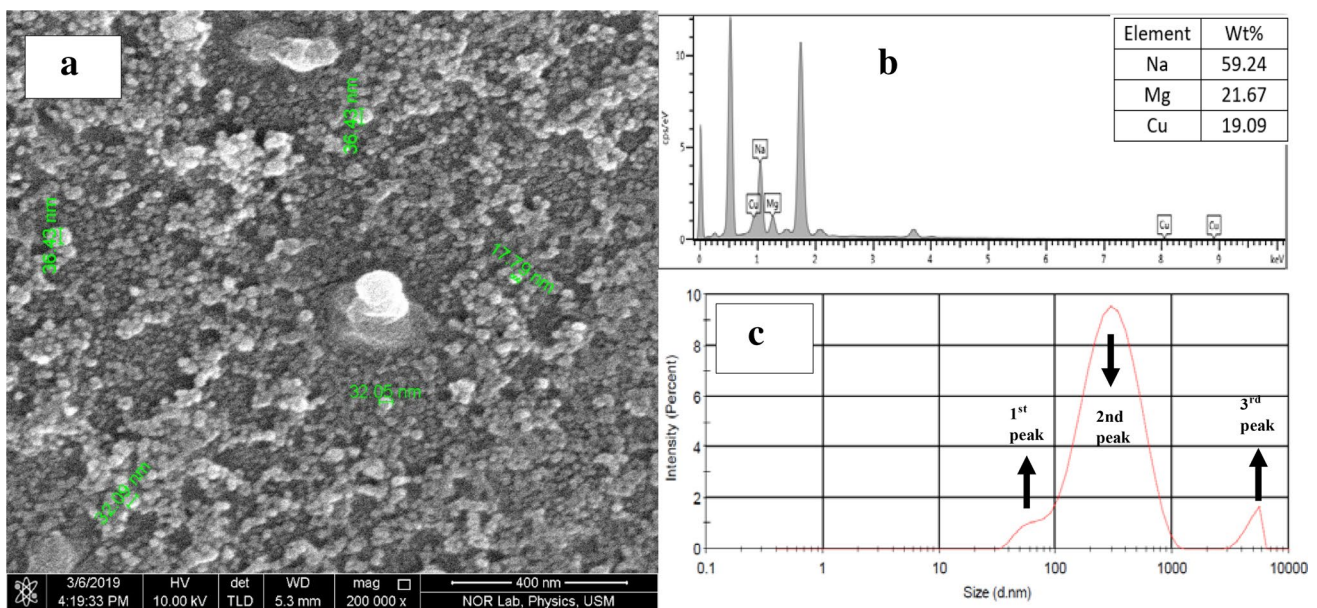 a
36.43 nm
36.43 nm
17.79 nm
32.05 nm
32.09 nm
3/6/2019 HV det WD mag 400 nm
4:19:33 PM 10.00 kV TLD 5.3 mm 200 000 x NOR Lab, Physics, USM
b
Element Wt%
Na 59.24
Mg 21.67
Cu 19.09
cps/eV
10
5
0
Na
Cu Mg
Cu Cu
0 1 2 3 4 5 6 7 8 9 keV
c
Intensity (Percent)
10
8
6
4
2
0
1st
peak
2nd
peak
3rd
peak
0.1 1 10 100 1000 10000
Size (d.nm)